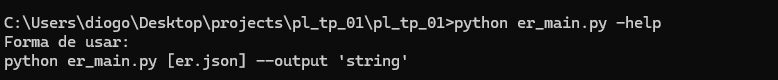 C:\Users\diogo\Desktop\projects\pl_tp_01\pl_tp_01>python er_main.py -help
Forma de usar:
python er_main.py [er.json] --output 'string'